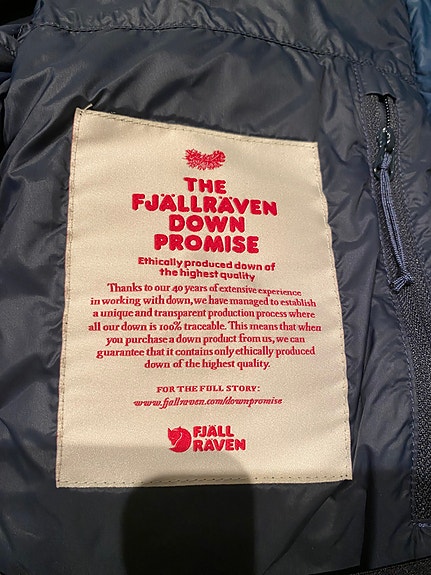 THE
FJÄLLRÄVEN
DOWN
PROMISE
Ethically produced down of
the highest quality
Thanks to our 40 years of extensive experience
in working with down, we have managed to establish
a unique and transparent production process where
all our down is 100% traceable. This means that when
you purchase a down product from us, we can
guarantee that it contains only ethically produced
down of the highest quality.
FOR THE FULL STORY:
www.fjallraven.com/downpromise
FJÄLL
RÄVEN